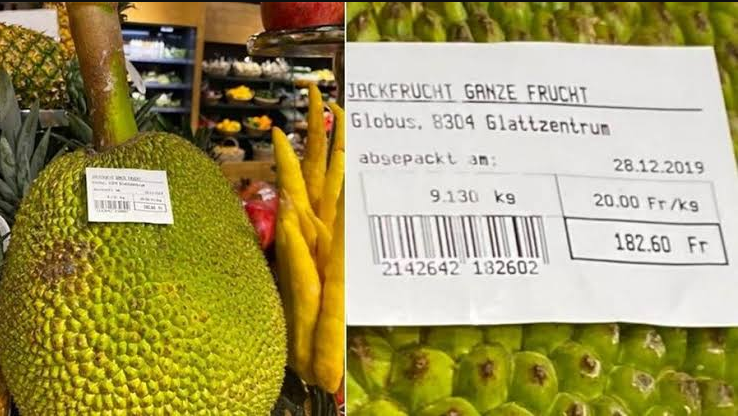 JACKFRUCHT GANZE FRUCHT
Globus, 8304 Glattzentrum
abgepackt am: 28.12.2019
9.130 kg 20.00 Fr/kg
182.60 Fr
2142642 182602